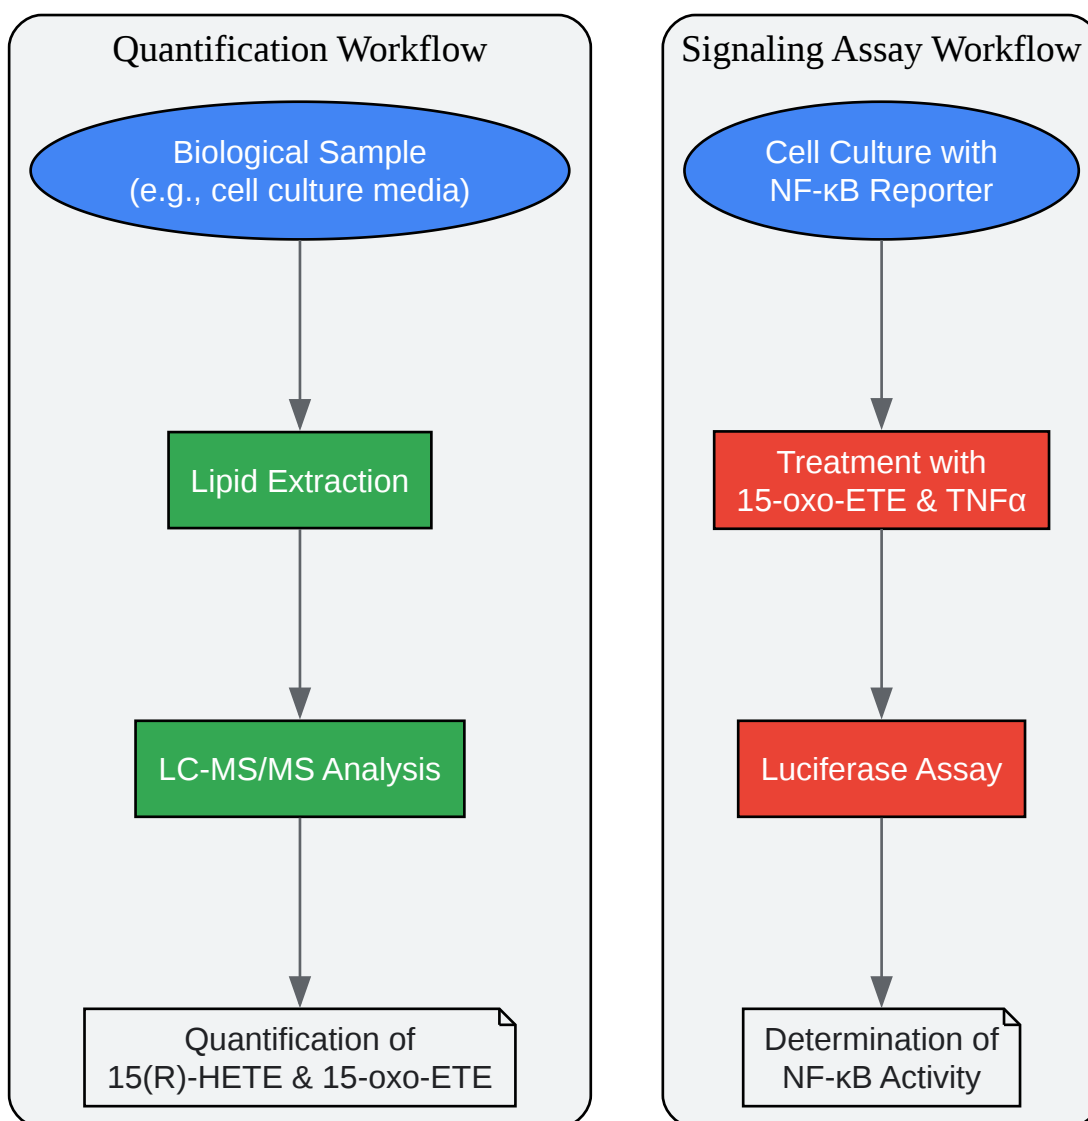 Quantification Workflow
Biological Sample
(e.g., cell culture media)
Lipid Extraction
LC-MS/MS Analysis
Quantification of
15(R)-HETE & 15-oxo-ETE
Signaling Assay Workflow
Cell Culture with
NF-κB Reporter
Treatment with
15-oxo-ETE & TNFα
Luciferase Assay
Determination of
NF-κB Activity